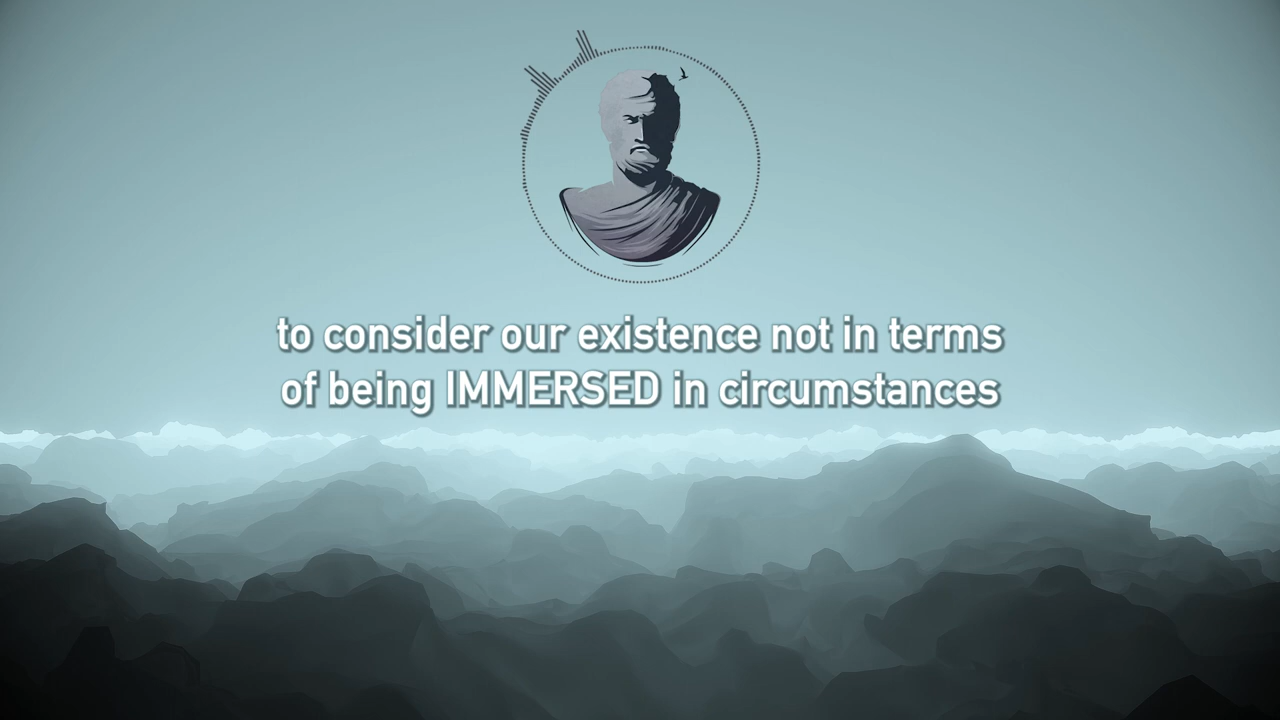 to consider our existence not in terms
of being IMMERSED in circumstances